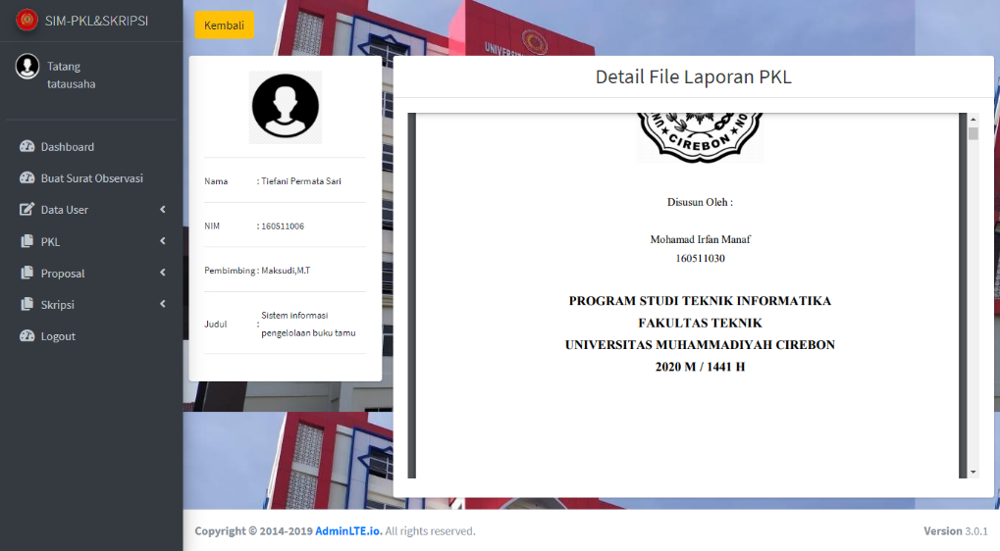 SIM-PKL&SKRIPSI
Tatang
tatausaha
Dashboard
Buat Surat Observasi
Data User
PKL
Proposal
Skripsi
Logout
Kembali
UNIVERSIT
Nama : Tiefani Permata Sari
NIM : 160511006
Pembimbing : Maksudi,M.T
Judul : Sistem informasi
pengelolaan buku tamu
Detail File Laporan PKL
CIREBON
Disusun Oleh :
Mohamad Irfan Manaf
160511030
PROGRAM STUDI TEKNIK INFORMATIKA
FAKULTAS TEKNIK
UNIVERSITAS MUHAMMADIYAH CIREBON
2020 M / 1441 H
Copyright © 2014-2019 AdminLTE.io. All rights reserved.
Version 3.0.1